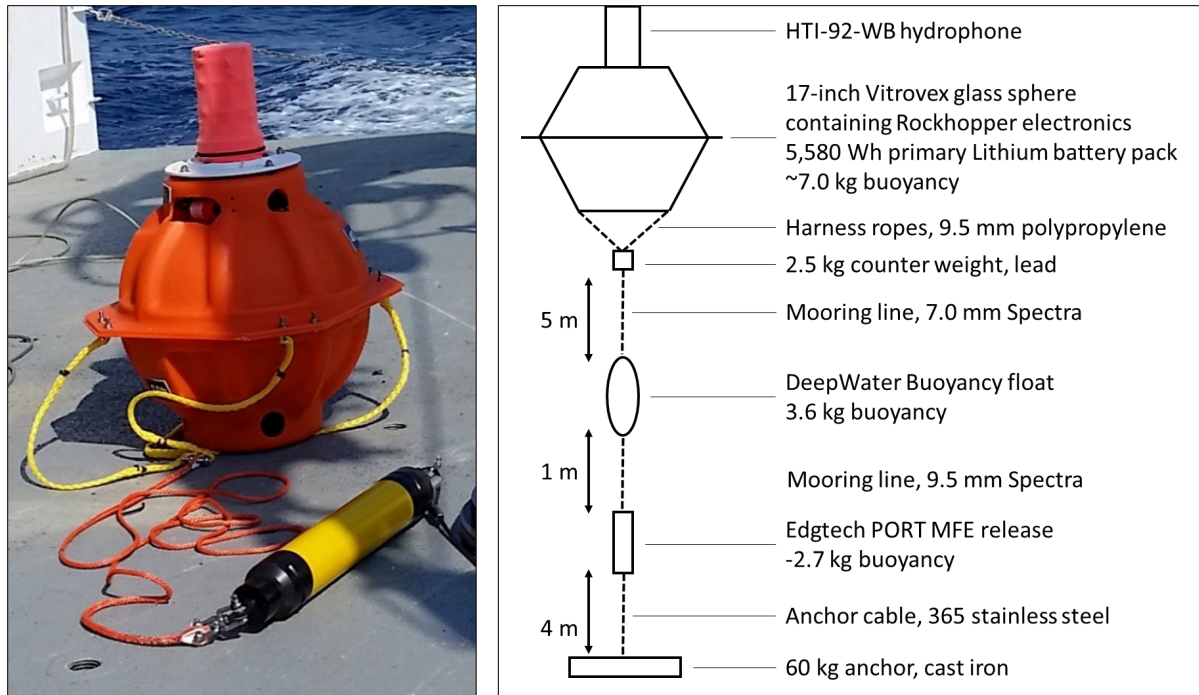 HTI-92-WB hydrophone
17-inch Vitrovex glass sphere
containing Rockhopper electronics
5,580 Wh primary Lithium battery pack
~7.0 kg buoyancy
Harness ropes, 9.5 mm polypropylene
2.5 kg counter weight, lead
5 m
Mooring line, 7.0 mm Spectra
DeepWater Buoyancy float
3.6 kg buoyancy
1 m
Mooring line, 9.5 mm Spectra
Edgtech PORT MFE release
-2.7 kg buoyancy
4 m
Anchor cable, 365 stainless steel
60 kg anchor, cast iron